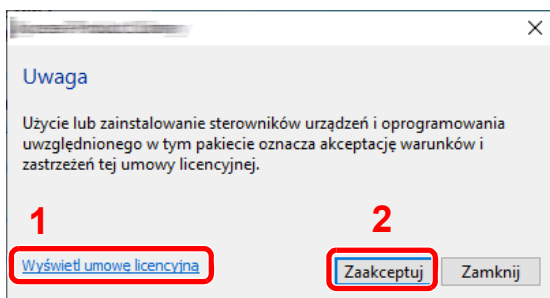 Uwaga
Użycie lub zainstalowanie sterowników urządzeń i oprogramowania
uwzględnionego w tym pakiecie oznacza akceptację warunków i
zastrzeżeń tej umowy licencyjnej.
1
2
Wyświetl umowę licencyjną
Zaakceptuj Zamknij